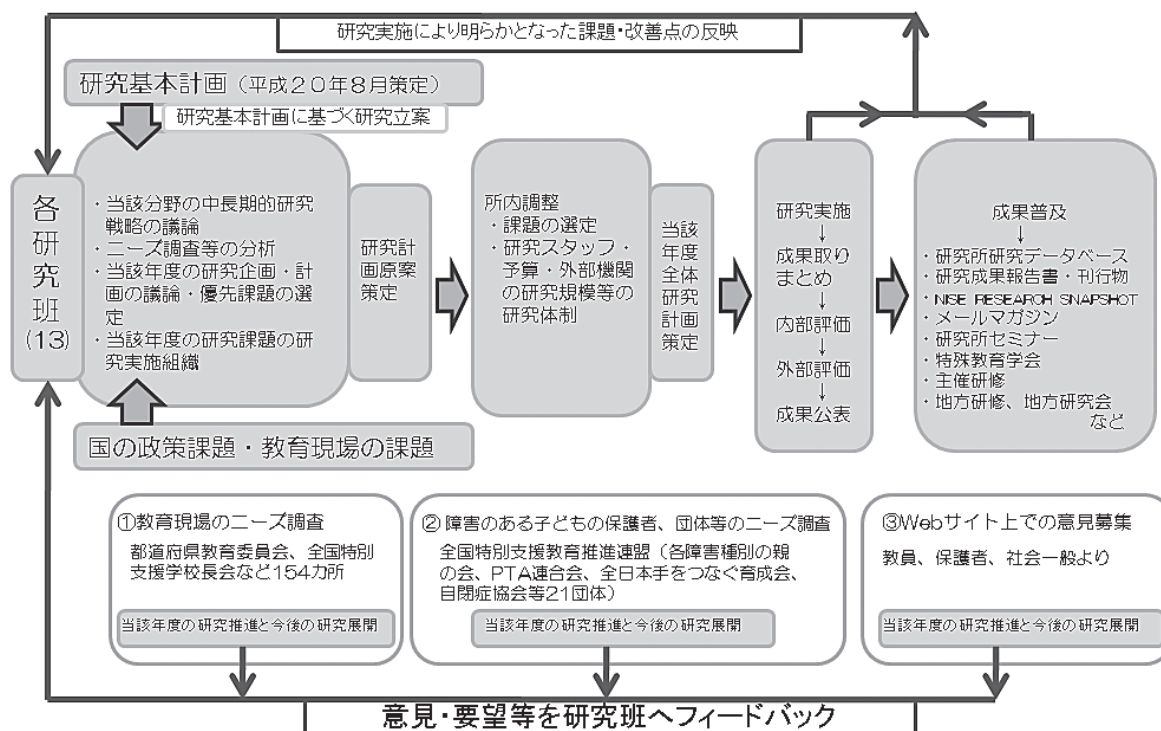 研究実施により明らかとなった課題・改善点の反映
研究基本計画（平成２０年８月策定）
研究基本計画に基づく研究立案
各研究班(13)
・当該分野の中長期的研究
戦略の議論
・ニーズ調査等の分析
・当該年度の研究企画・計
画の議論・優先課題の選
定
・当該年度の研究課題の研
究実施組織
国の政策課題・教育現場の課題
研究計
画原案
策定
所内調整
・課題の選定
・研究スタッフ・
予算・外部機関
の研究規模等の
研究体制
当該
年度
全体
研究
計画
策定
研究実施
↓
成果取り
まとめ
↓
内部評価
↓
外部評価
↓
成果公表
成果普及
↓
・研究所研究データベース
・研究成果報告書・刊行物
・NISE RESEARCH SNAPSHOT
・メールマガジン
・研究所セミナー
・特殊教育学会
・主催研修
・地方研修、地方研究会
など
①教育現場のニーズ調査
都道府県教育委員会、全国特別
支援学校長会など154カ所
当該年度の研究推進と今後の研究展開
② 障害のある子どもの保護者、団体等のニーズ調査
全国特別支援教育推進連盟（各障害種別の親
の会、PTA連合会、全日本手をつなぐ育成会、
自閉症協会等21団体）
当該年度の研究推進と今後の研究展開
③Webサイト上での意見募集
教員、保護者、社会一般より
当該年度の研究推進と今後の研究展開
意見・要望等を研究班へフィードバック